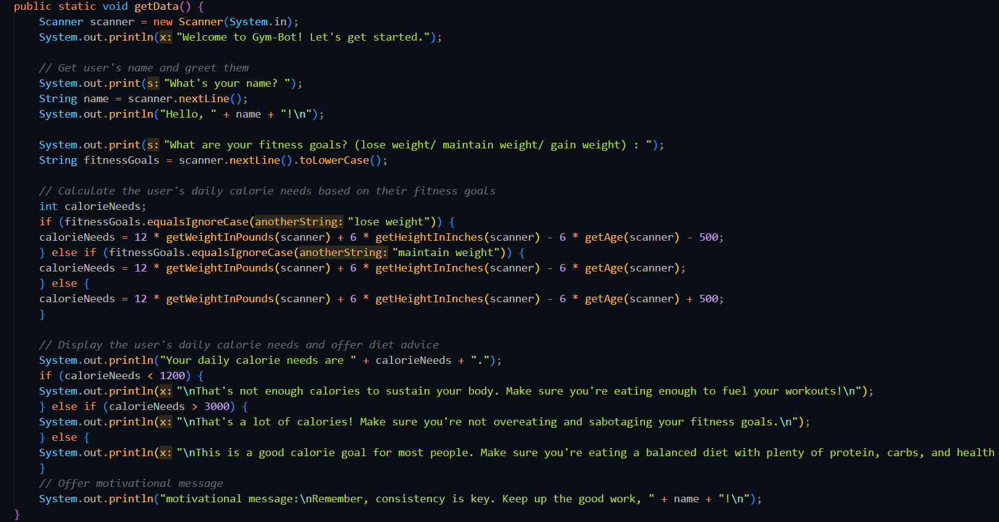 public static void getData() {
Scanner scanner = new Scanner(System.in);
System.out.println(x: "Welcome to Gym-Bot! Let's get started.");
// Get user's name and greet them
System.out.print(s: "What's your name? ");
String name = scanner.nextLine();
System.out.println("Hello, " + name + "!\n");
System.out.print(s: "What are your fitness goals? (lose weight/ maintain weight/ gain weight) : ");
String fitnessGoals = scanner.nextLine().toLowerCase();
// Calculate the user's daily calorie needs based on their fitness goals
int calorieNeeds;
if (fitnessGoals.equalsIgnoreCase(anotherString: "lose weight")) {
calorieNeeds = 12 * getWeightInPounds(scanner) + 6 * getHeightInInches(scanner) - 6 * getAge(scanner) - 500;
} else if (fitnessGoals.equalsIgnoreCase(anotherString: "maintain weight")) {
calorieNeeds = 12 * getWeightInPounds(scanner) + 6 * getHeightInInches(scanner) - 6 * getAge(scanner);
} else {
calorieNeeds = 12 * getWeightInPounds(scanner) + 6 * getHeightInInches(scanner) - 6 * getAge(scanner) + 500;
}
// Display the user's daily calorie needs and offer diet advice
System.out.println("Your daily calorie needs are " + calorieNeeds + ".");
if (calorieNeeds < 1200) {
System.out.println(x: "\nThat's not enough calories to sustain your body. Make sure you're eating enough to fuel your workouts!\n");
} else if (calorieNeeds > 3000) {
System.out.println(x: "\nThat's a lot of calories! Make sure you're not overeating and sabotaging your fitness goals.\n");
} else {
System.out.println(x: "\nThis is a good calorie goal for most people. Make sure you're eating a balanced diet with plenty of protein, carbs, and health
}
// Offer motivational message
System.out.println("motivational message:\nRemember, consistency is key. Keep up the good work, " + name + "!\n");
}